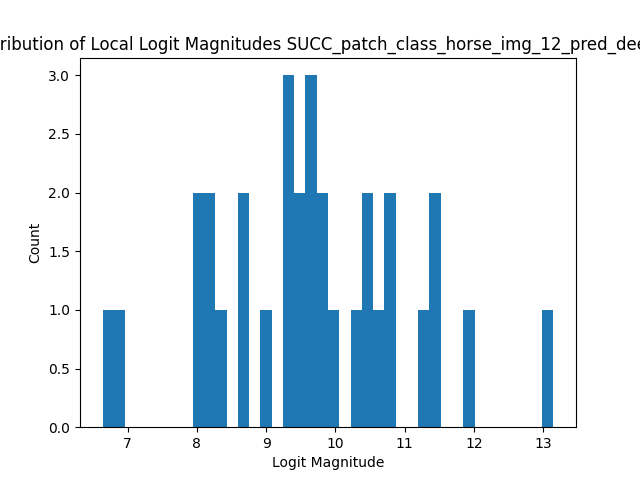 ribution of Local Logit Magnitudes SUCC_patch_class_horse_img_12_pred_dee
3.0
2.5
2.0
1.5
1.0
0.5
0.0
Count
7 8 9 10 11 12 13
Logit Magnitude